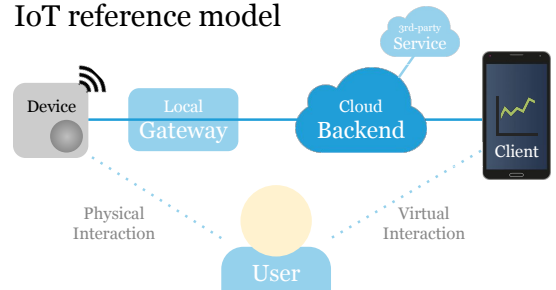 IoT reference model
3rd-party
Service
Device
Local
Gateway
Cloud
Backend
Client
Physical
Interaction
Virtual
Interaction
User